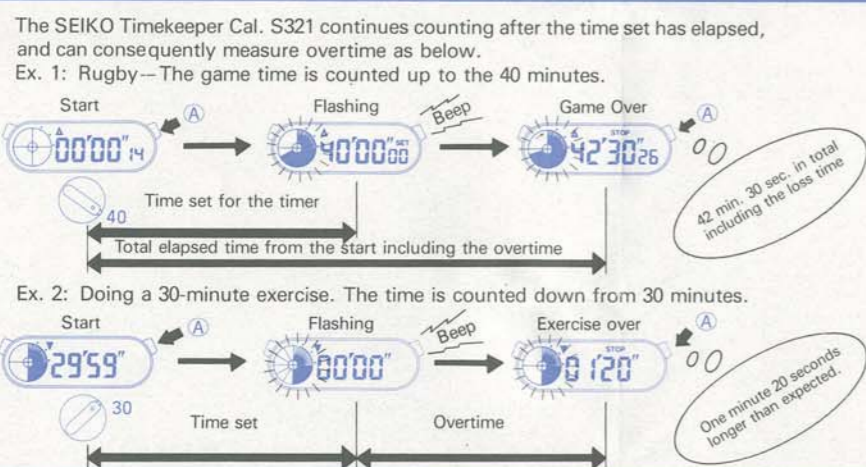 The SEIKO Timekeeper Cal. S321 continues counting after the time set has elapsed,
and can consequently measure overtime as below.
Ex. 1: Rugby--The game time is counted up to the 40 minutes.
Start
Flashing
Beep
Game Over
A
A
00'00"14
40'00"00 SET
STOP
42'30"26
42 min. 30 sec. in total
including the loss time
40
Time set for the timer
Total elapsed time from the start including the overtime
Ex. 2: Doing a 30-minute exercise. The time is counted down from 30 minutes.
Start
Flashing
Beep
Exercise over
A
A
29'59"
00'00"
STOP
01'20"
One minute 20 seconds
longer than expected.
30
Time set
Overtime